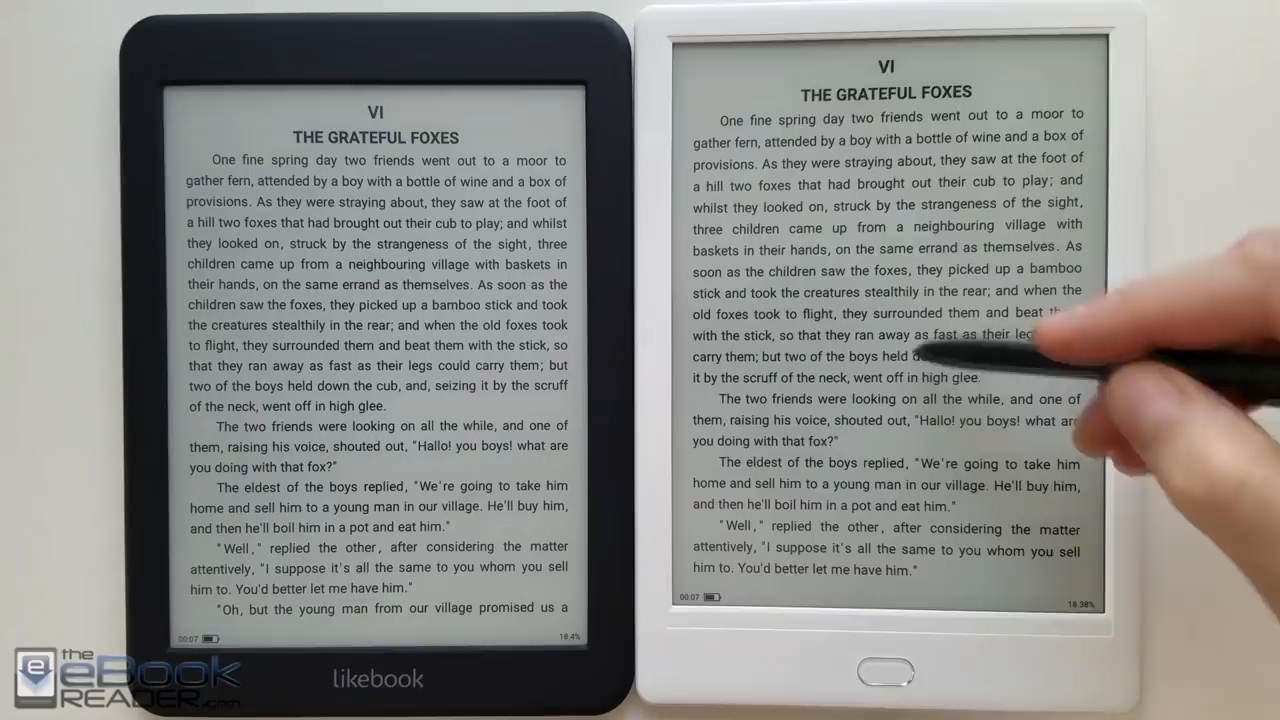 VI
THE GRATEFUL FOXES
One fine spring day two friends went out to a moor to
gather fern, attended by a boy with a bottle of wine and a box of
provisions. As they were straying about, they saw at the foot of
a hill two foxes that had brought out their cub to play; and whilst
they looked on, struck by the strangeness of the sight, three
children came up from a neighbouring village with baskets in
their hands, on the same errand as themselves. As soon as the
children saw the foxes, they picked up a bamboo stick and took
the creatures stealthily in the rear; and when the old foxes took
to flight, they surrounded them and beat them with the stick, so
that they ran away as fast as their legs could carry them; but
two of the boys held down the cub, and, seizing it by the scruff
of the neck, went off in high glee.
The two friends were looking on all the while, and one of
them, raising his voice, shouted out, "Hallo! you boys! what are
you doing with that fox?"
The eldest of the boys replied, "We're going to take him
home and sell him to a young man in our village. He'll buy him,
and then he'll boil him in a pot and eat him."
"Well," replied the other, after considering the matter
attentively, "I suppose it's all the same to you whom you sell
him to. You'd better let me have him."
"Oh, but the young man from our village promised us a
00:07
18.4%
likebook
VI
THE GRATEFUL FOXES
One fine spring day two friends went out to a moor to
gather fern, attended by a boy with a bottle of wine and a box of
provisions. As they were straying about, they saw at the foot of
a hill two foxes that had brought out their cub to play; and
whilst they looked on, struck by the strangeness of the sight,
three children came up from a neighbouring village with
baskets in their hands, on the same errand as themselves. As
soon as the children saw the foxes, they picked up a bamboo
stick and took the creatures stealthily in the rear; and when the
old foxes took to flight, they surrounded them and beat
with the stick, so that they ran away as fast as their
carry them; but two of the boys held
it by the scruff of the neck, went off in high glee.
The two friends were looking on all the while, and one of
them, raising his voice, shouted out, "Hallo! you boys! what are
you doing with that fox?"
The eldest of the boys replied, "We're going to take him
home and sell him to a young man in our village. He'll buy him,
and then he'll boil him in a pot and eat him."
"Well," replied the other, after considering the matter
attentively, "I suppose it's all the same to you whom you sell
him to. You'd better let me have him."
00:07
18.38%
the
eBook
READER.com